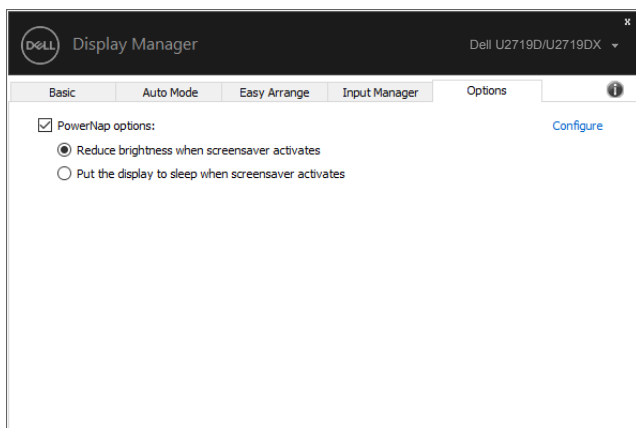 x
DELL Display Manager Dell U2719D/U2719DX
Basic Auto Mode Easy Arrange Input Manager Options i
PowerNap options: Configure
Reduce brightness when screensaver activates
Put the display to sleep when screensaver activates